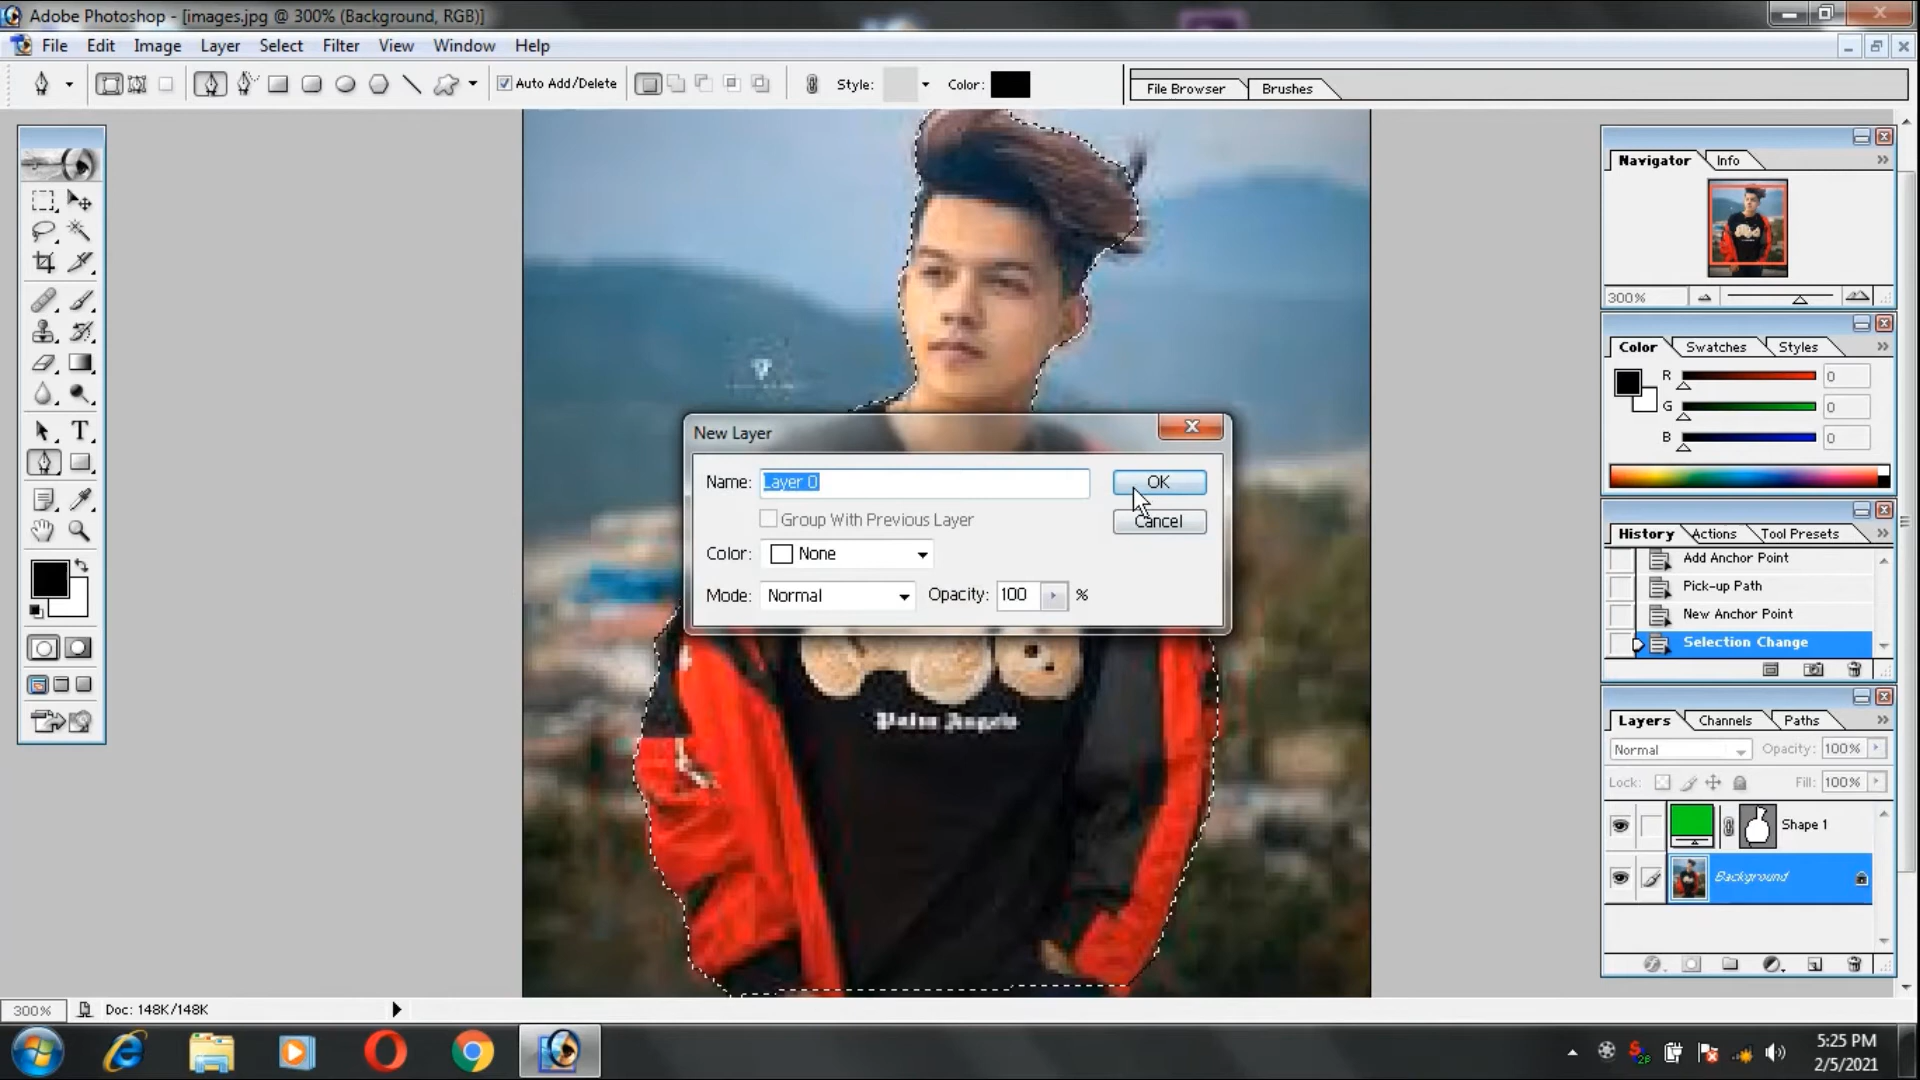 Adobe Photoshop - [images.jpg @ 300% (Background, RGB)]
File Edit Image Layer Select Filter View Window Help
Auto Add/Delete Style: Color: File Browser Brushes
Navigator Info
300%
Color Swatches Styles
R 0
G 0
B 0
New Layer
Name: Layer 0 OK
Group With Previous Layer Cancel
Color: None
Mode: Normal Opacity: 100 %
History Actions Tool Presets
Add Anchor Point
Pick-up Path
New Anchor Point
Selection Change
Palm Angels
Layers Channels Paths
Normal Opacity: 100%
Lock: Fill: 100%
Shape 1
Background
300% Doc: 148K/148K
5:25 PM
2/5/2021